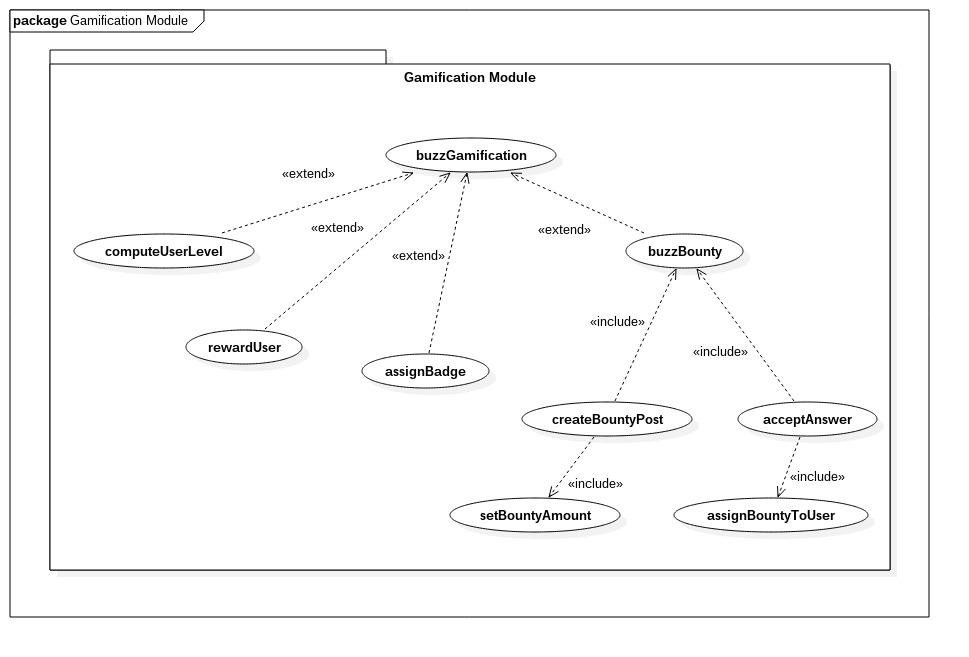 package Gamification Module
Gamification Module
buzzGamification
«extend»
«extend»
«extend»
«extend»
computeUserLevel
buzzBounty
«include»
rewardUser
«include»
assignBadge
createBountyPost
acceptAnswer
«include»
«include»
setBountyAmount
assignBountyToUser